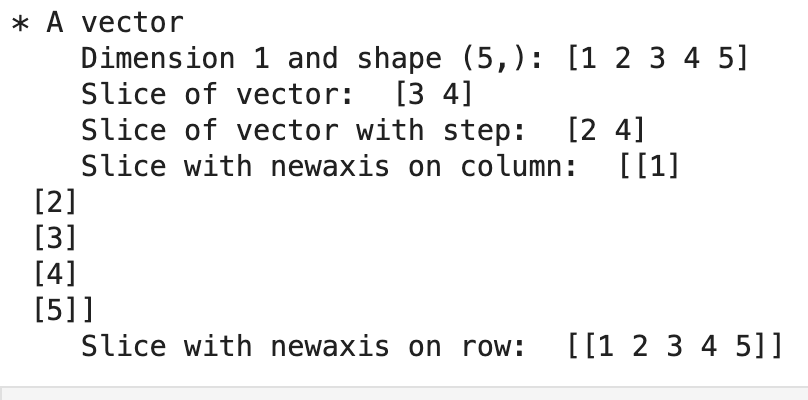 * A vector
    Dimension 1 and shape (5,): [1 2 3 4 5]
    Slice of vector:  [3 4]
    Slice of vector with step:  [2 4]
    Slice with newaxis on column:  [[1]
 [2]
 [3]
 [4]
 [5]]
    Slice with newaxis on row:  [[1 2 3 4 5]]